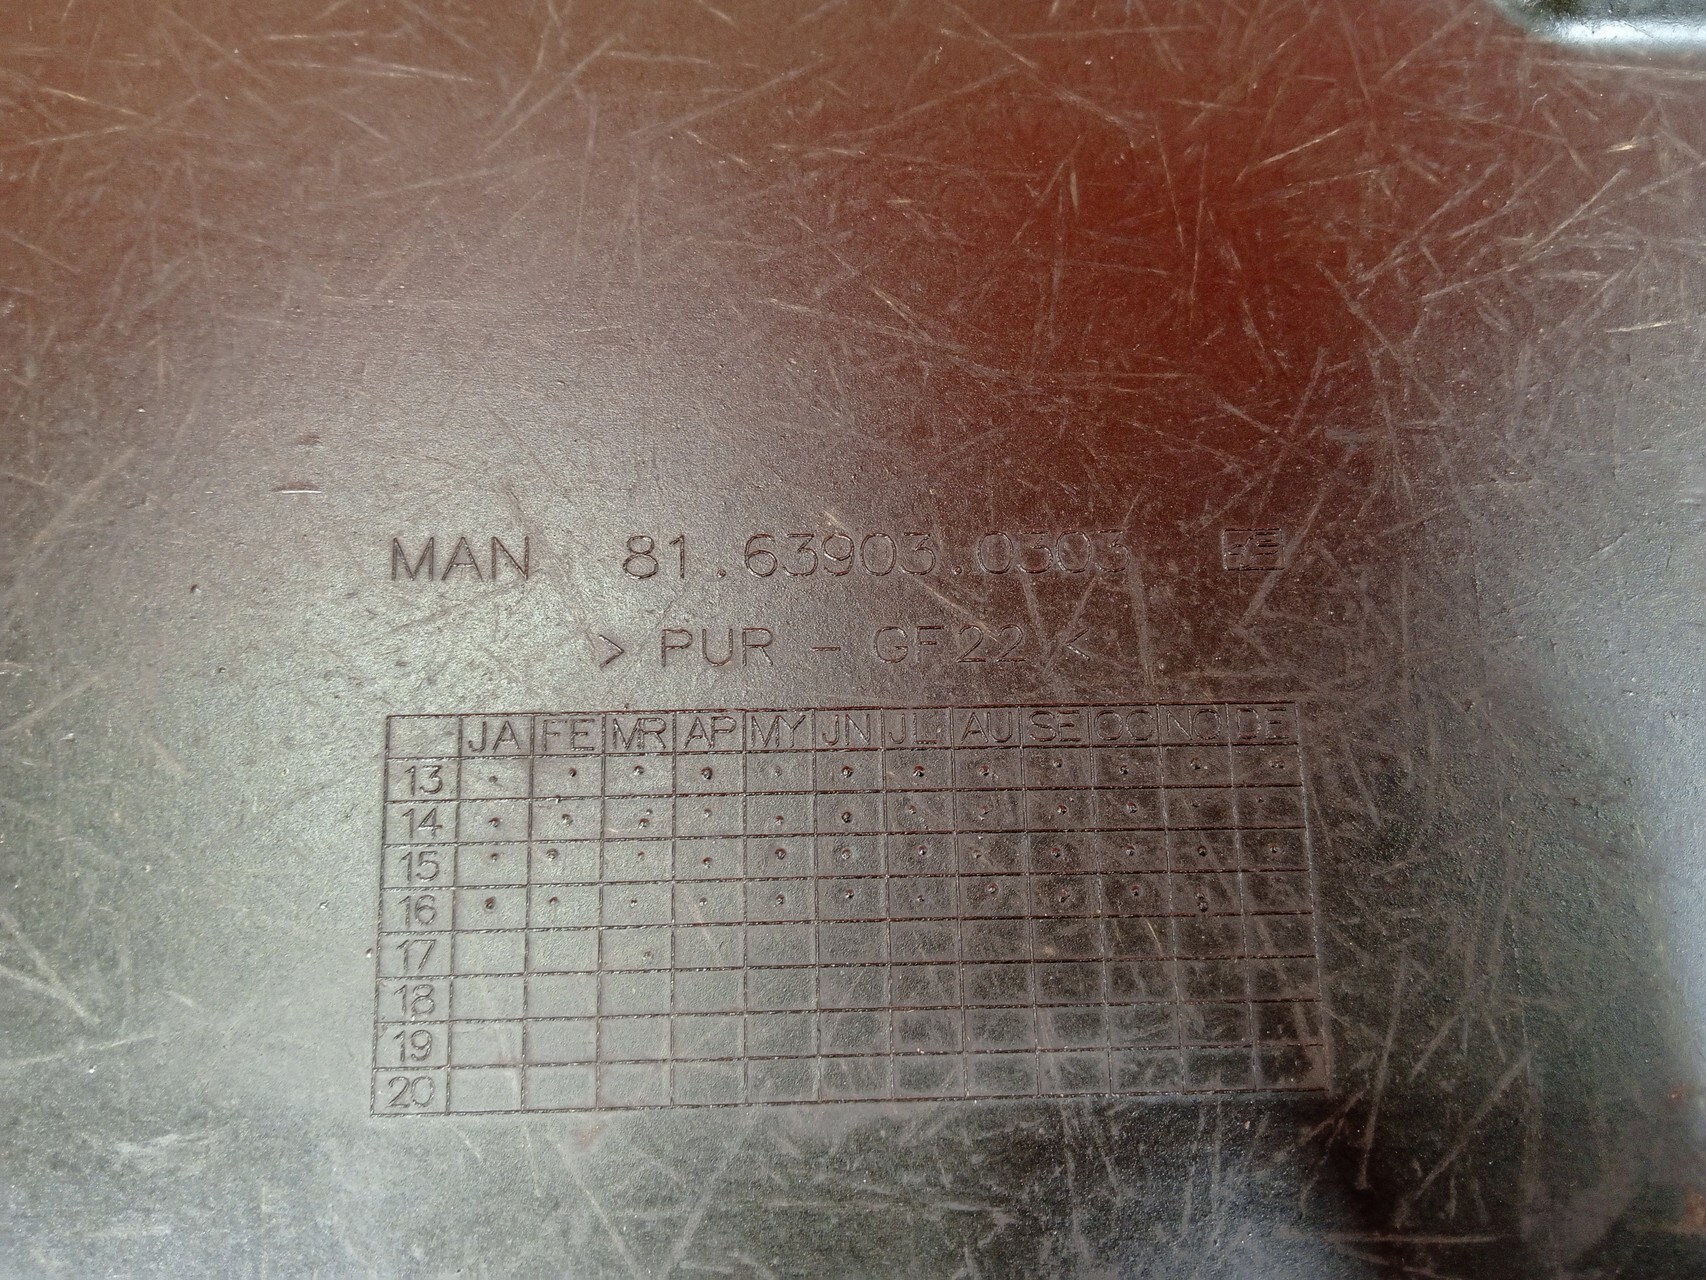 MAN 81.63903.0303
> PUR - GF22 <
JA FE MR AP MY JN JL AU SE OC NO DE
13
14
15
16
17
18
19
20